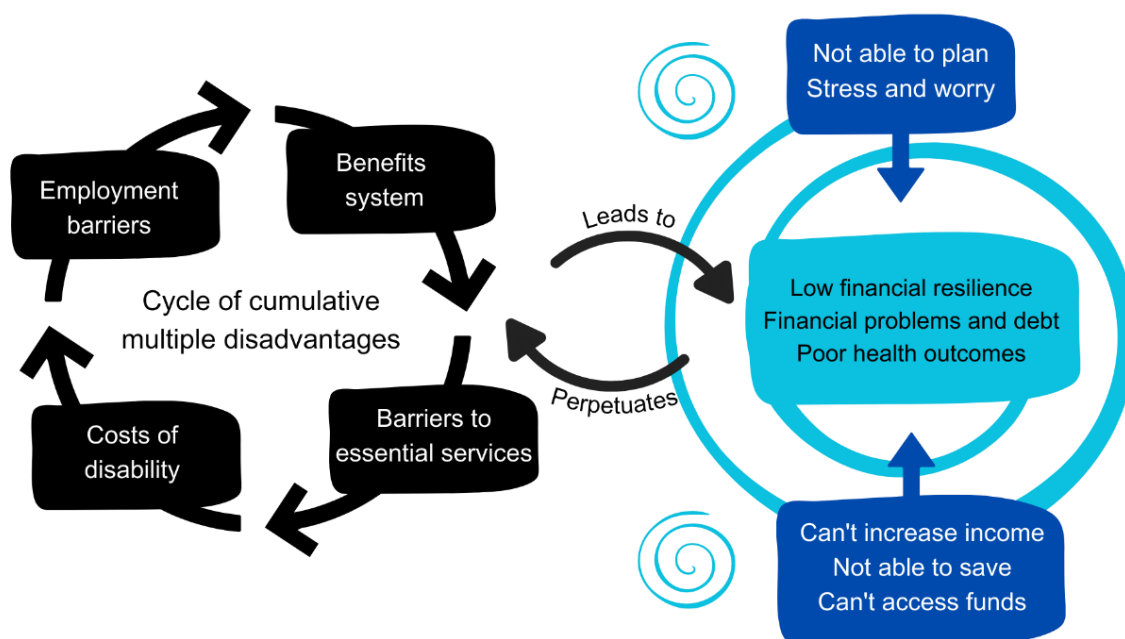 Employment
barriers
Benefits
system
Cycle of cumulative
multiple disadvantages
Costs of
disability
Barriers to
essential services
Leads to
Perpetuates
Not able to plan
Stress and worry
Low financial resilience
Financial problems and debt
Poor health outcomes
Can't increase income
Not able to save
Can't access funds